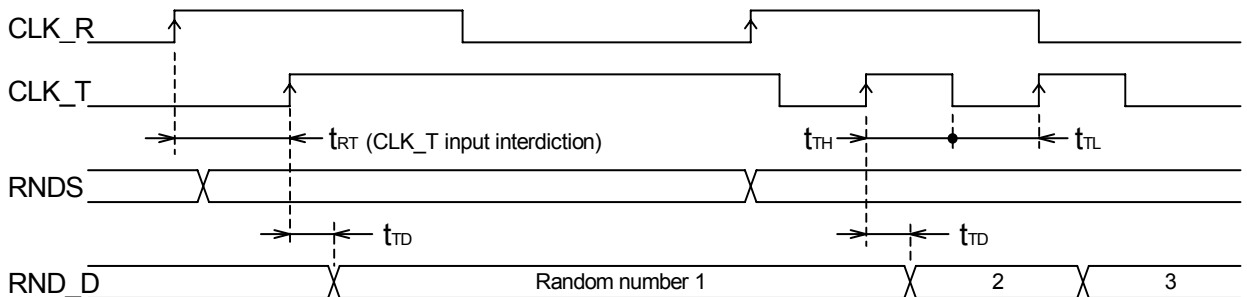 CLK_R
CLK_T
tRT (CLK_T input interdiction)
tTH
tTL
RNDS
tTD
tTD
RND_D
Random number 1
2
3